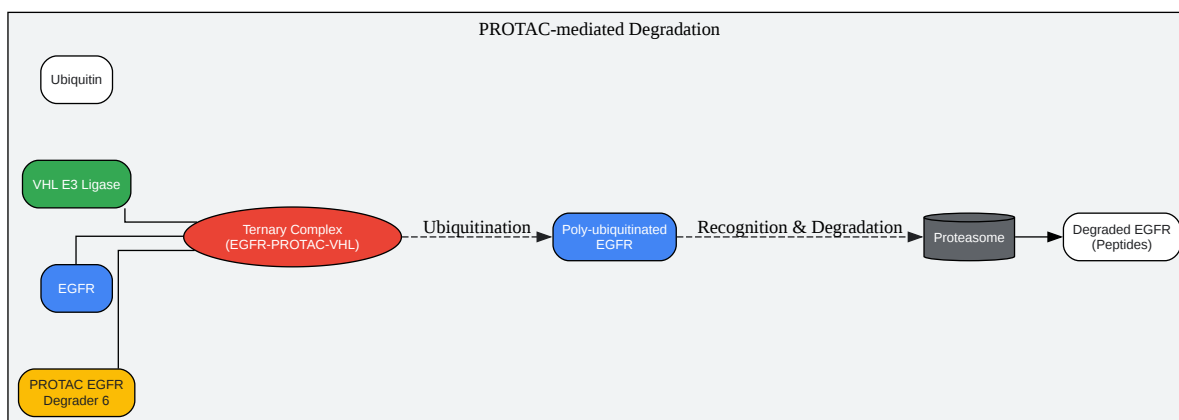 PROTAC-mediated Degradation
Ubiquitin
VHL E3 Ligase
Ternary Complex
(EGFR-PROTAC-VHL)
Ubiquitination
Poly-ubiquitinated
EGFR
Recognition & Degradation
Proteasome
Degraded EGFR
(Peptides)
EGFR
PROTAC EGFR
Degrader 6